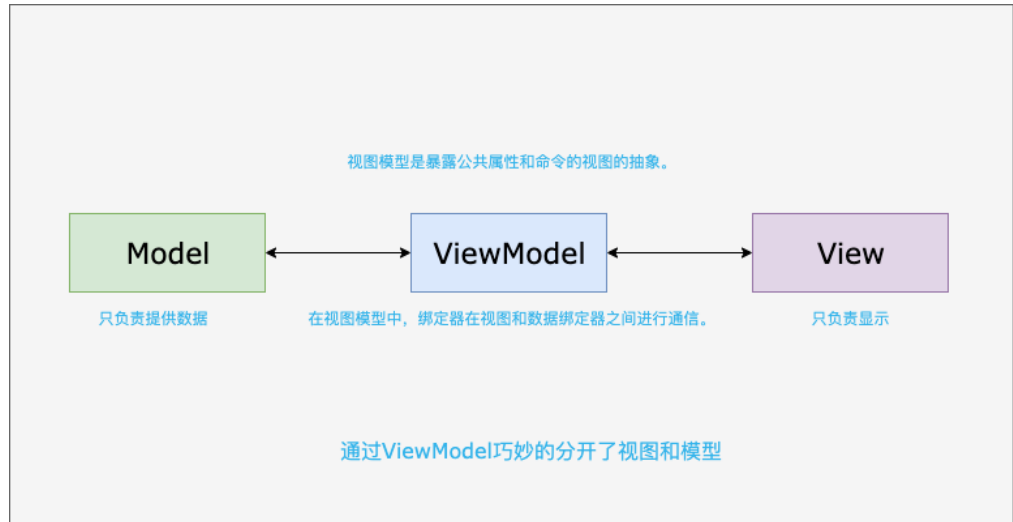 视图模型是暴露公共属性和命令的视图的抽象。
Model
ViewModel
View
只负责提供数据
在视图模型中，绑定器在视图和数据绑定器之间进行通信。
只负责显示
通过ViewModel巧妙的分开了视图和模型